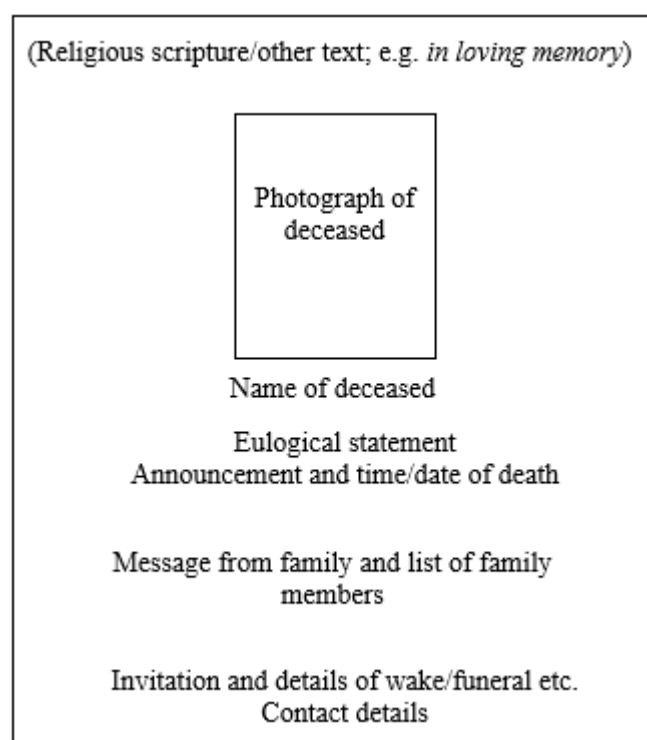 (Religious scripture/other text; e.g. in loving memory)
Photograph of
deceased
Name of deceased
Eulogical statement
Announcement and time/date of death
Message from family and list of family
members
Invitation and details of wake/funeral etc.
Contact details